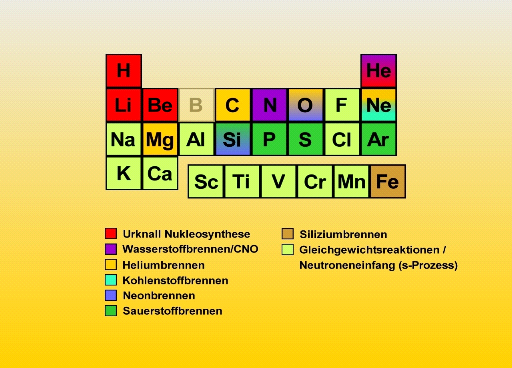 H He
Li Be B C N O F Ne
Na Mg Al Si P S Cl Ar
K Ca Sc Ti V Cr Mn Fe
Urknall Nukleosynthese
Wasserstoffbrennen/CNO
Heliumbrennen
Kohlenstoffbrennen
Neonbrennen
Sauerstoffbrennen
Siliziumbrennen
Gleichgewichtsreaktionen /
Neutroneneinfang (s-Prozess)